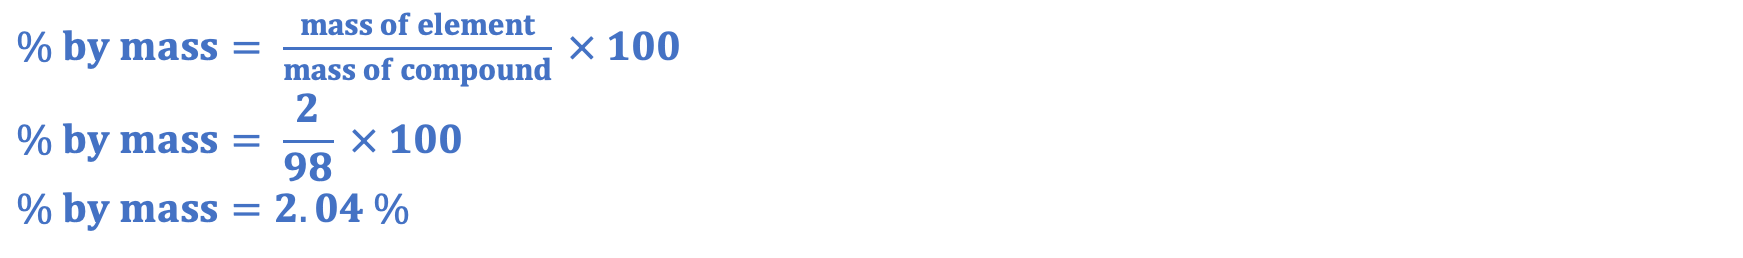 % by mass = mass of element / mass of compound × 100
% by mass = 2 / 98 × 100
% by mass = 2.04 %